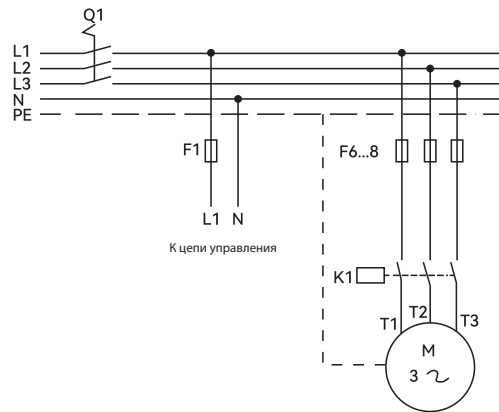 Q1
L1
L2
L3
N
PE
F1
F6...8
L1 N
К цепи управления
K1
T1
T2
T3
M
3